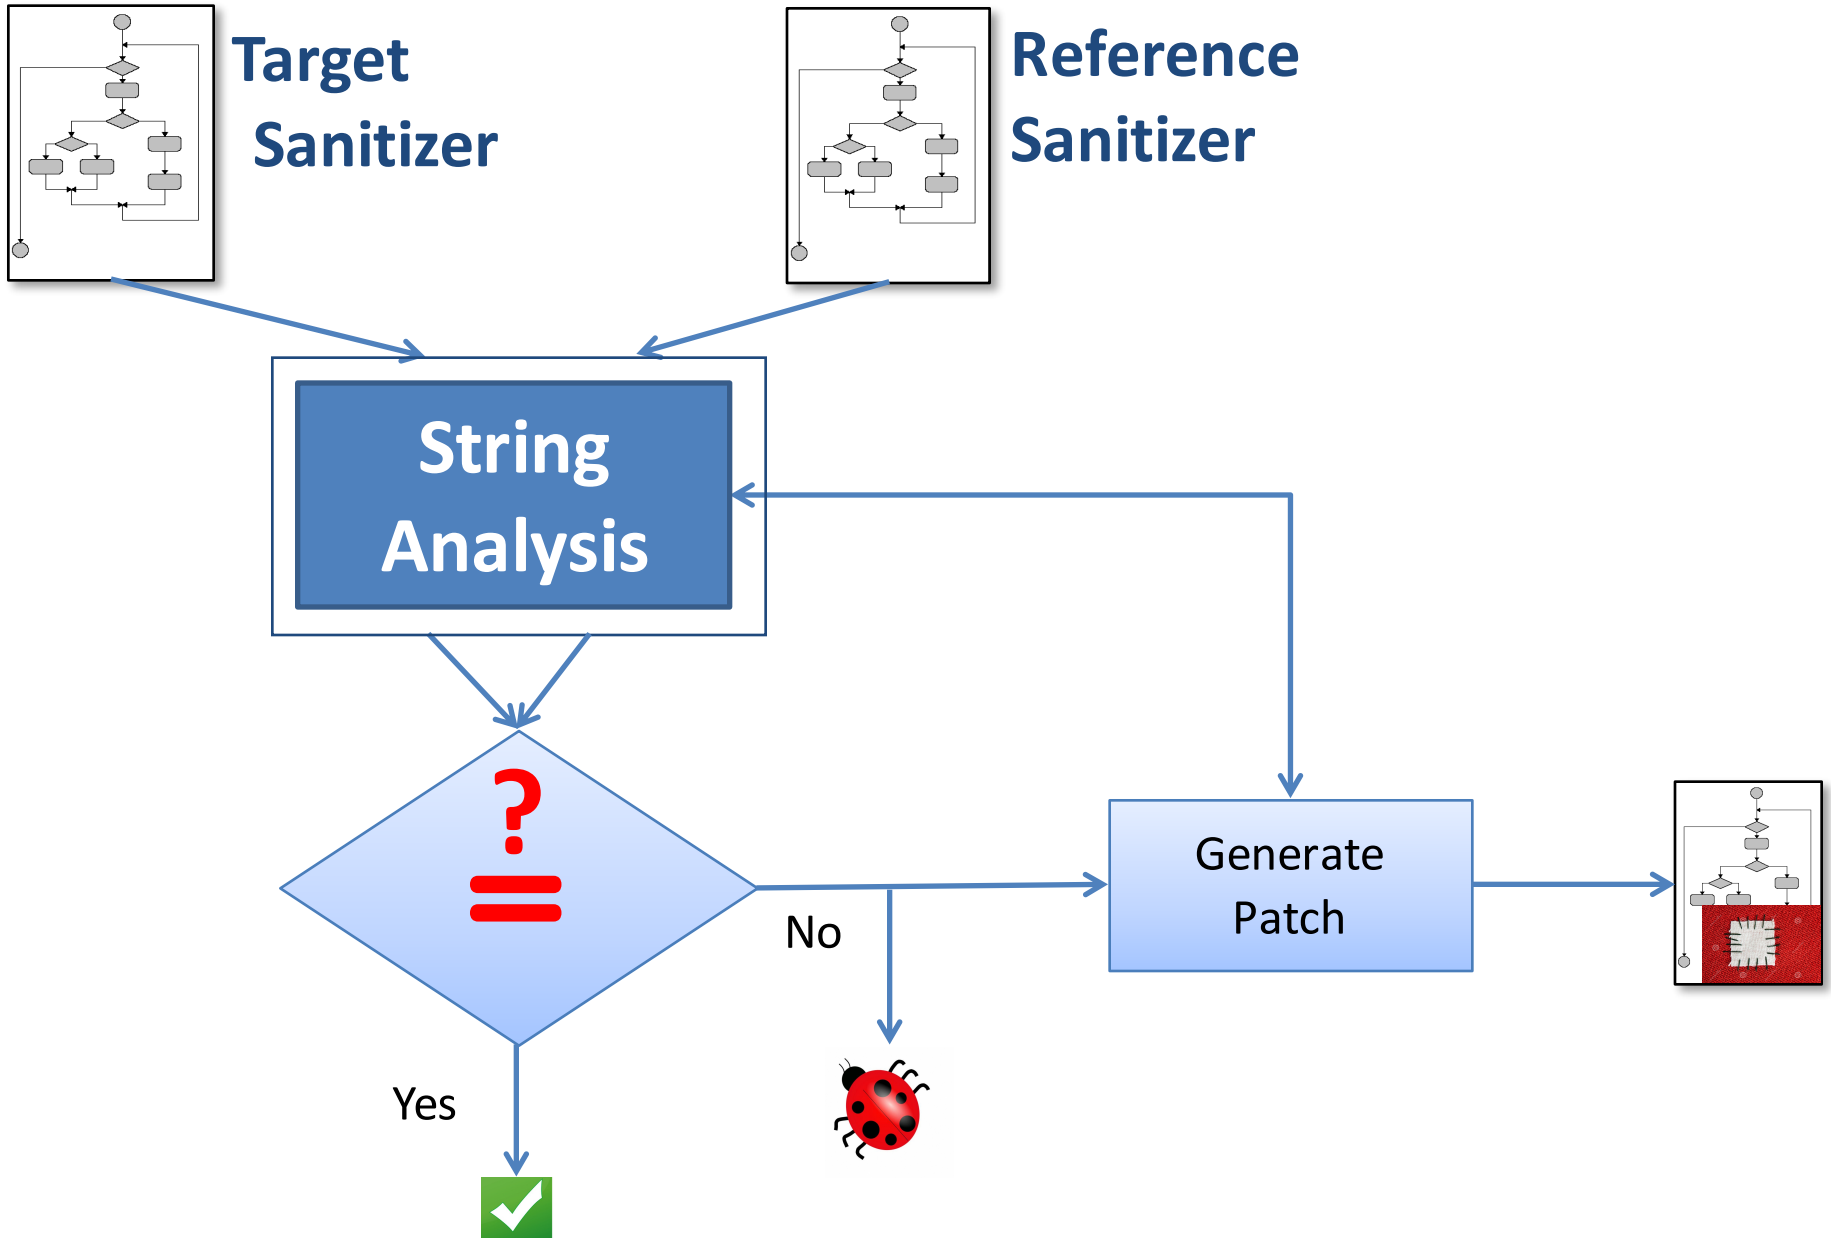 Target
Sanitizer
Reference
Sanitizer
String
Analysis
?
=
No
Yes
Generate
Patch